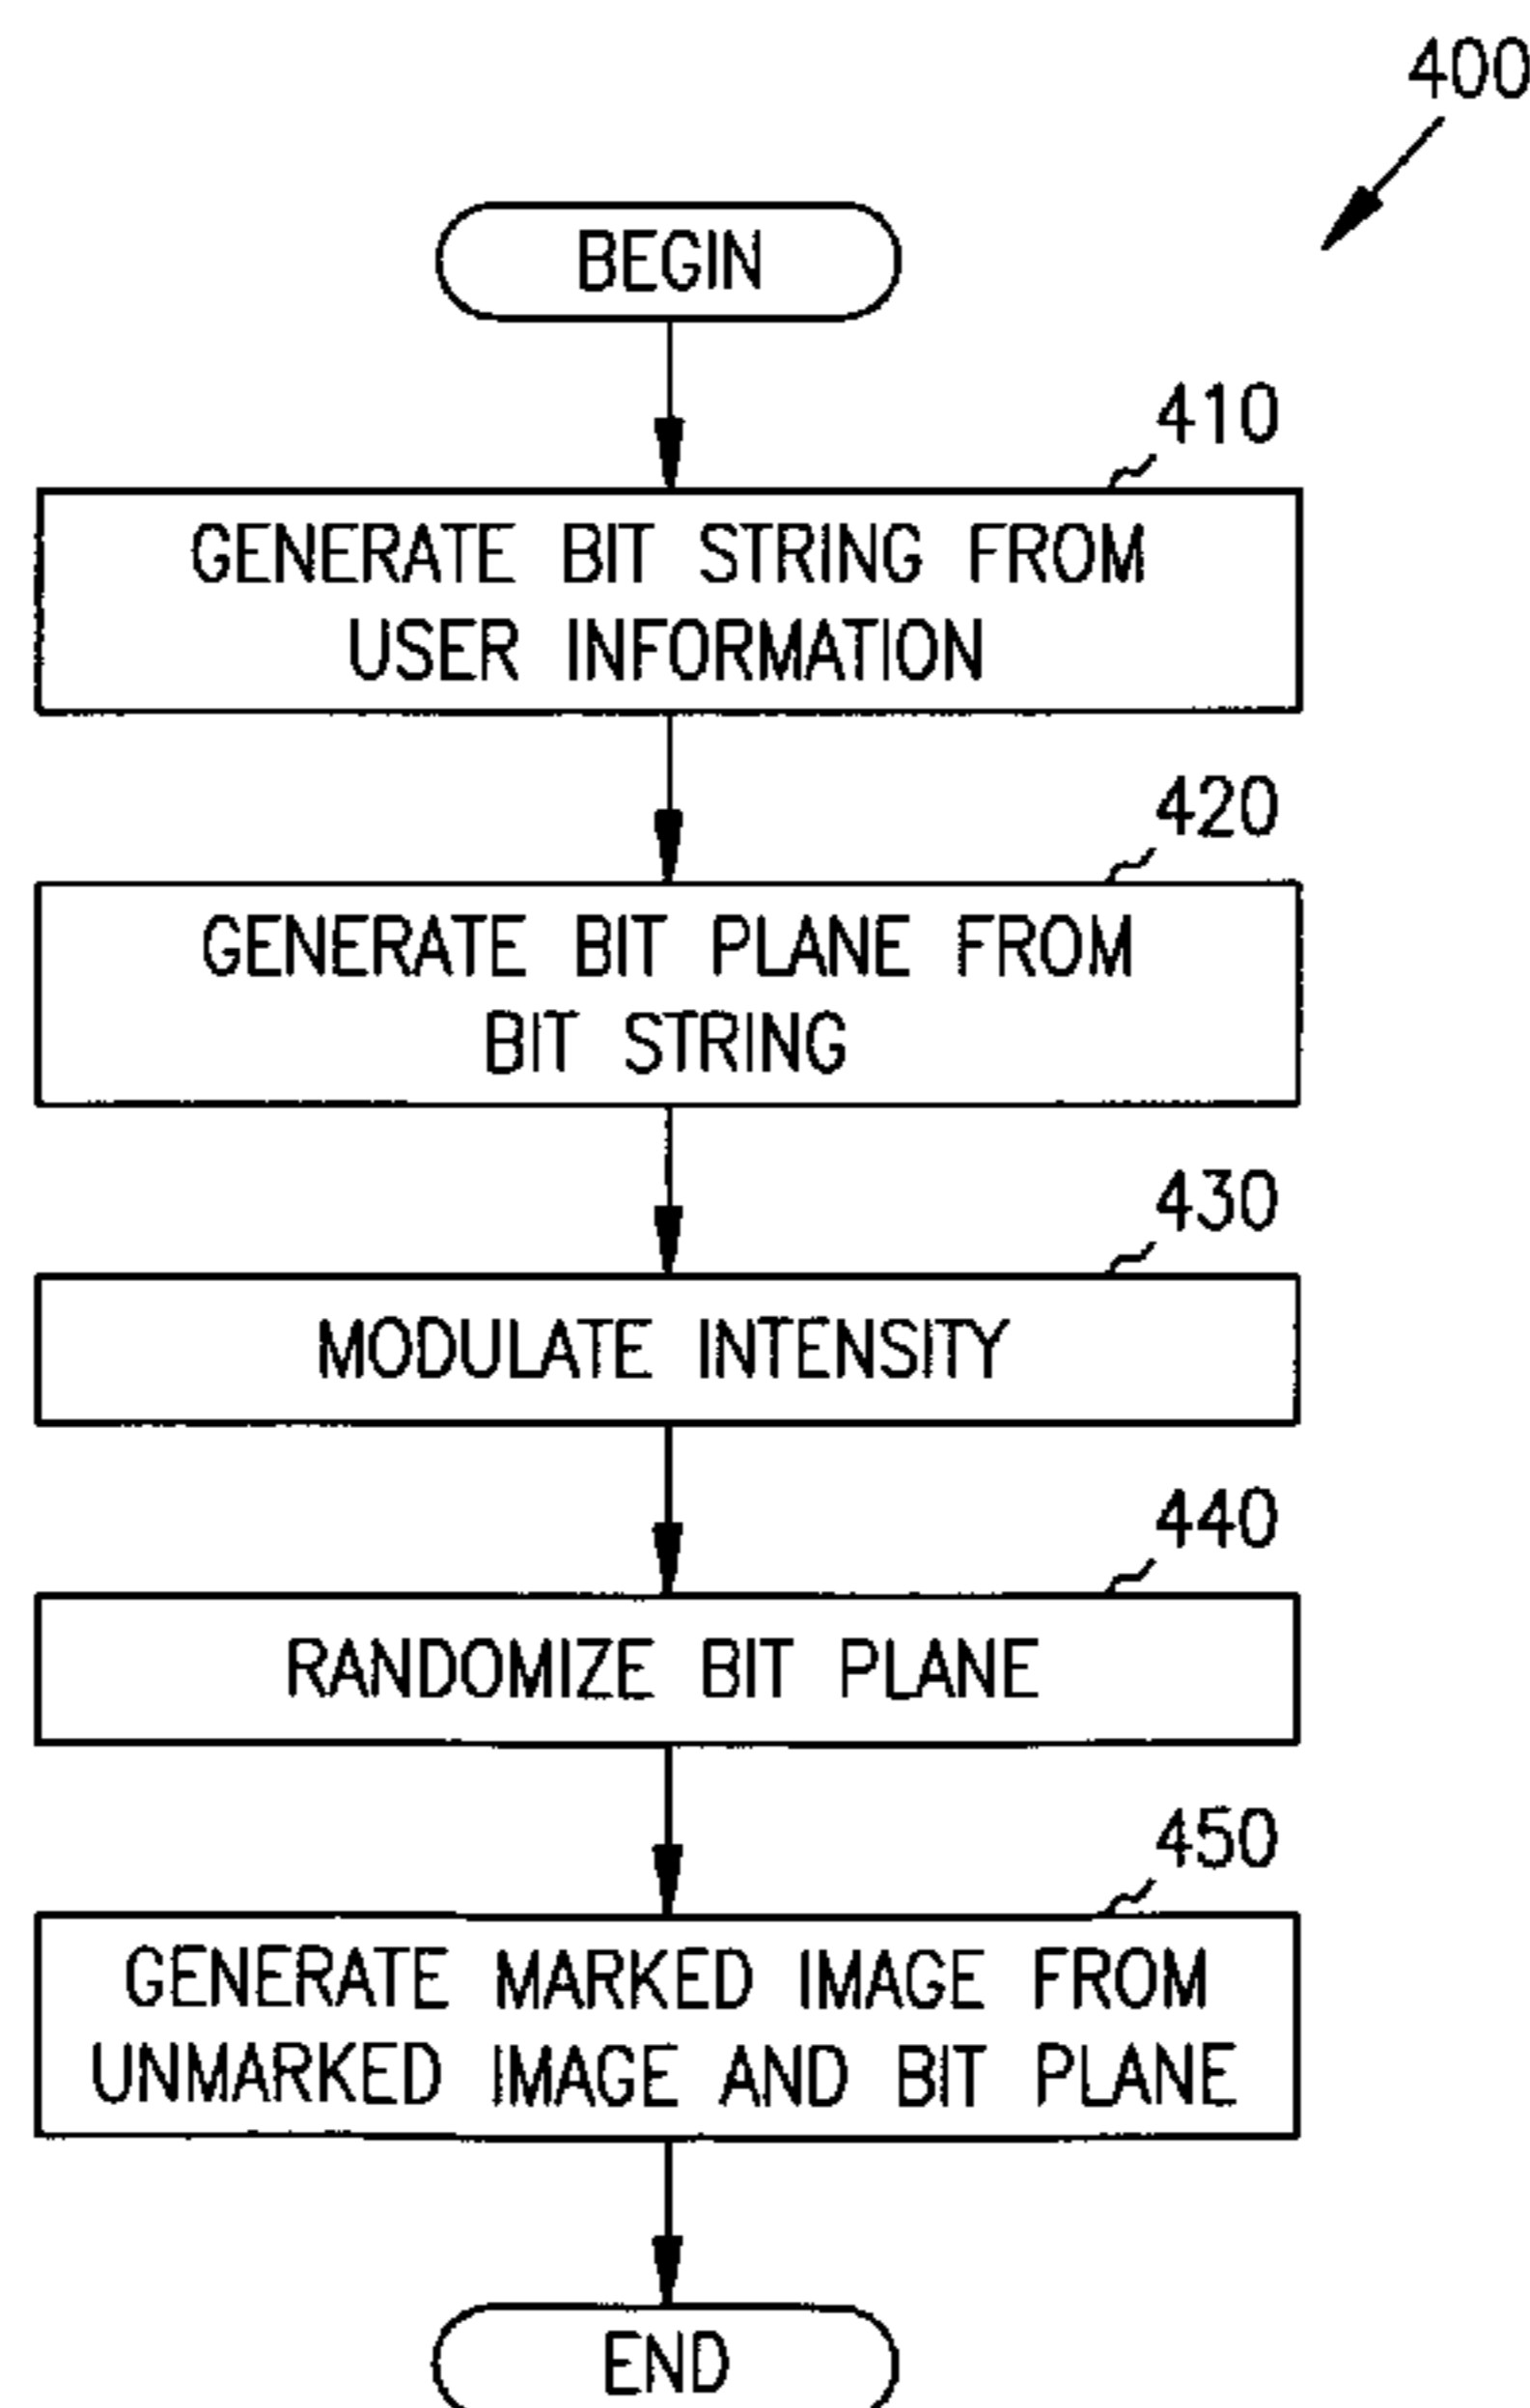 400
BEGIN
410
GENERATE BIT STRING FROM
USER INFORMATION
420
GENERATE BIT PLANE FROM
BIT STRING
430
MODULATE INTENSITY
440
RANDOMIZE BIT PLANE
450
GENERATE MARKED IMAGE FROM
UNMARKED IMAGE AND BIT PLANE
END